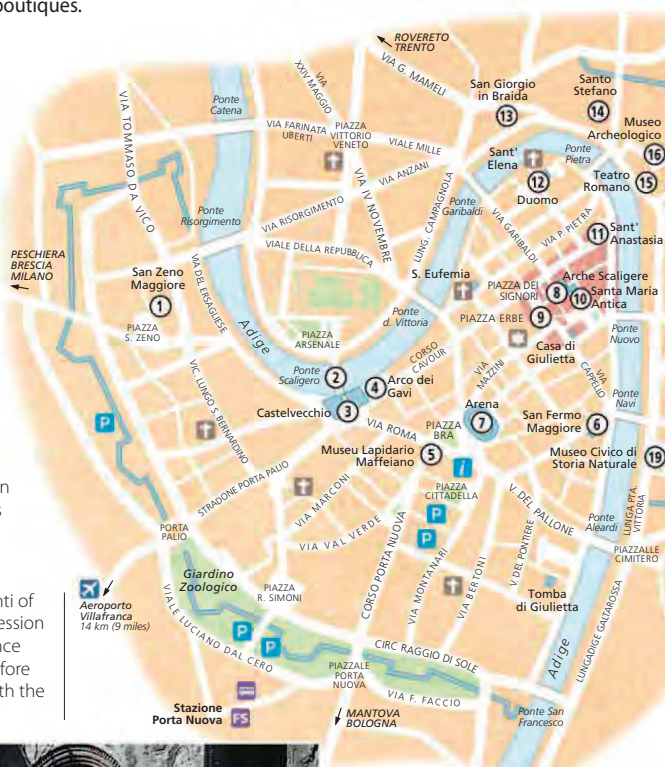 boutiques.
ROVERETO
TRENTO
VIA G. MAMELI
VIA
XXIV MAGGIO
VIA TOMMASO DA VICO
Ponte
Catena
VIA FARINATA
UBERTI
PIAZZA
VITTORIO
VENETO
VIALE MILLE
VIA ANZANI
San Giorgio
in Braida
13
Santo
Stefano
14
Museo
Archeologico
16
Sant'
Elena
Ponte
Pietra
12
Duomo
Teatro
Romano
15
Ponte
Risorgimento
VIA RISORGIMENTO
VIA IV NOVEMBRE
LUNG. CAMPAGNOLA
Ponte
Garibaldi
VIA GARIBALDI
VIA P. PIETRA
11
Sant'
Anastasia
VIALE DELLA REPUBBLICA
PESCHIERA
BRESCIA
MILANO
San Zeno
Maggiore
1
PIAZZA
S. ZENO
VIA DEL ERSAGUESE
Adige
S. Eufemia
PIAZZA DEI
SIGNORI
Arche Scaligere
8
10
Santa Maria
Antica
PIAZZA ERBE
9
Ponte
d. Vittoria
PIAZZA
ARSENALE
CORSO
CAVOUR
Casa di
Giulietta
Ponte
Nuovo
VIA
MAZZINI
VIA
CAPPELLO
Ponte
Scaligero
2
4
Arco dei
Gavi
Castelvecchio
3
VIC. LUNGO S. BERNARDINO
VIA ROMA
PIAZZA
BRA
Arena
7
Ponte
Navi
San Fermo
Maggiore
6
P
Museu Lapidario
Maffeiano
5
i
Museo Civico di
Storia Naturale
19
STRADONE PORTA PALIO
VIA MARCONI
PIAZZA
CITTADELLA
P
P
V. DEL PALLONE
Ponte
Aleardi
LUNGA PTA.
VITTORIA
VIA VAL VERDE
PORTA
PALIO
CORSO PORTA NUOVA
VIA MONTANARI
VIA BERTONI
V. DEL PONTIERE
PIAZZALLE
CIMITERO
Giardino
Zoologico
PIAZZA
R. SIMONI
Tomba
di Giulietta
Aeroporto
Villafranca
14 km (9 miles)
VIALE LUCIANO DAL CERO
P
P
CIRC RAGGIO DI SOLE
PIAZZALE
PORTA
NUOVA
VIA F. FACCIO
Adige
LUNGADIGE GALTAROSSA
Stazione
Porta Nuova
FS
MANTOVA
BOLOGNA
Ponte San
Francesco
n
s
nti of
ession
nce
fore
th the